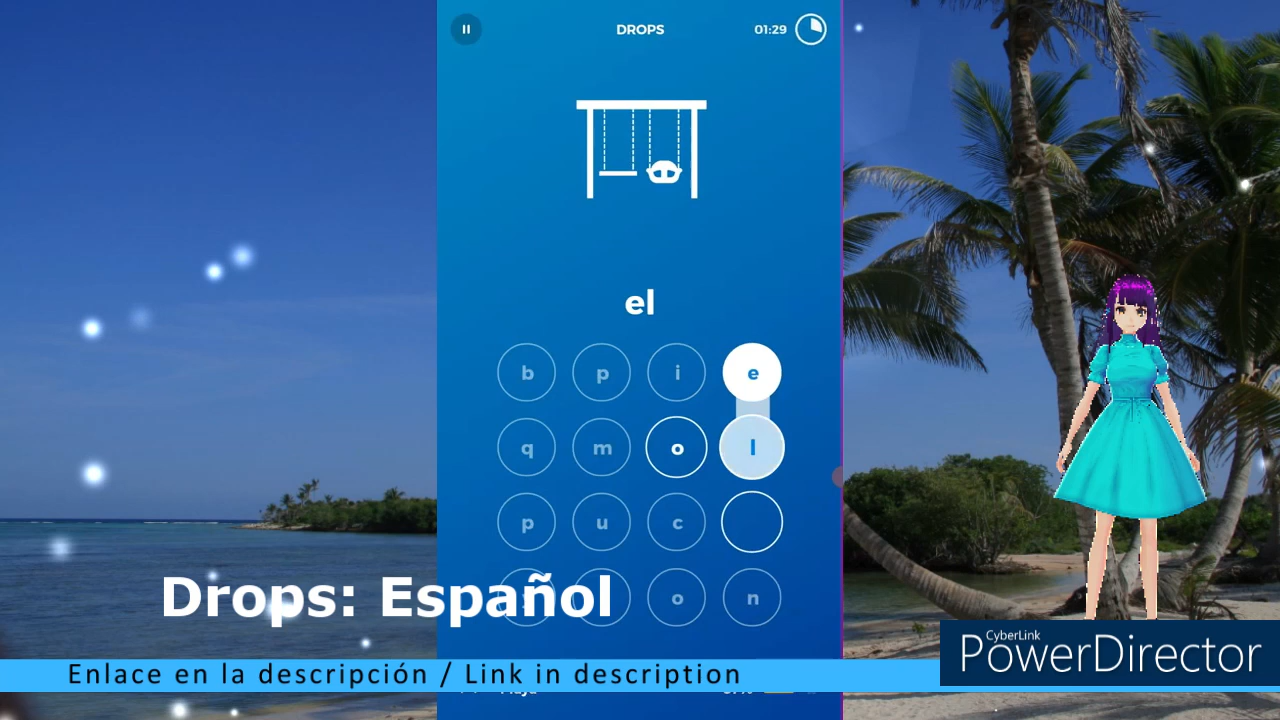 DROPS
01:29
el
b p i e
q m o l
p u c
o n
Drops: Español
Enlace en la descripción / Link in description
CyberLink
PowerDirector